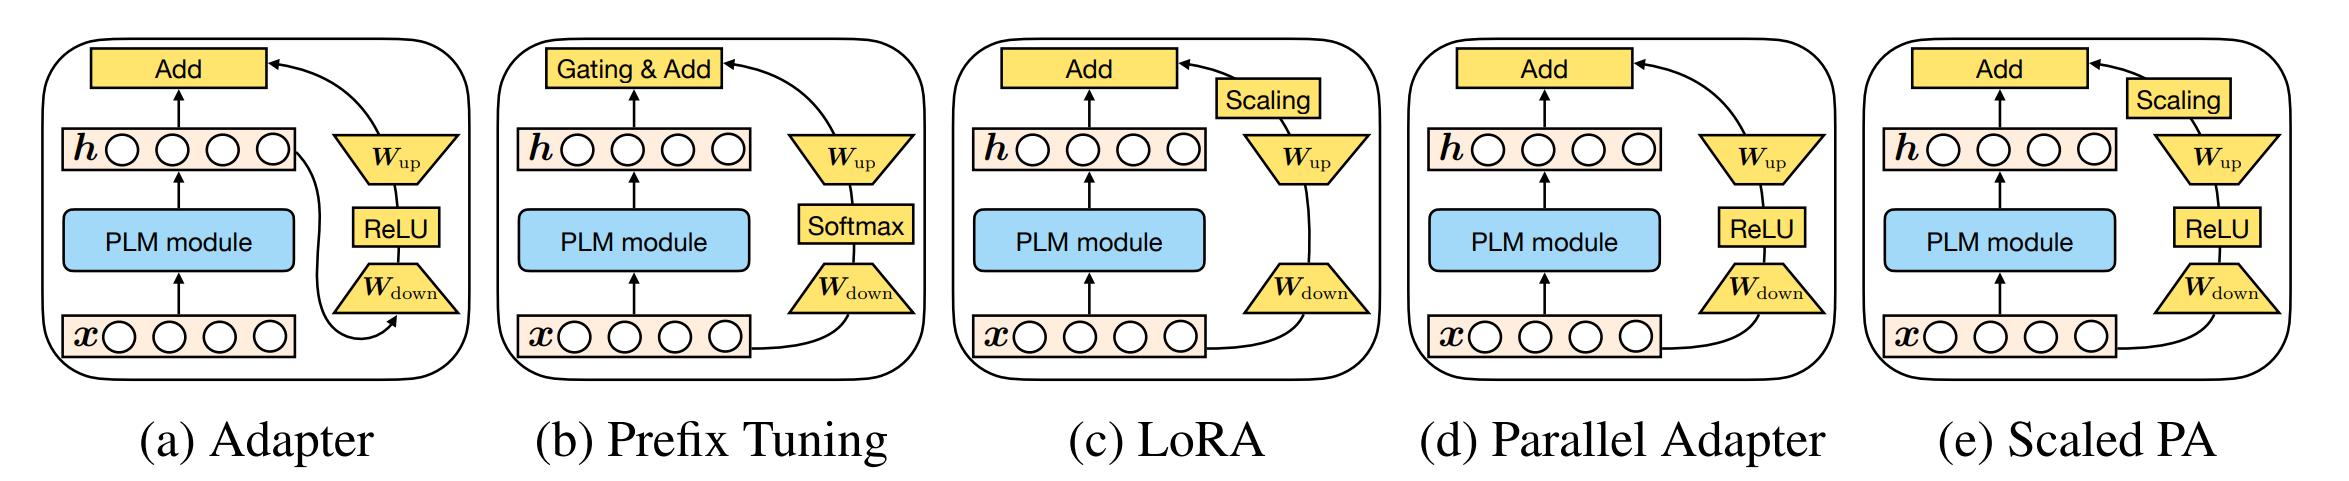 Add
h
PLM module
x
W_up
ReLU
W_down
(a) Adapter
Gating & Add
h
PLM module
x
W_up
Softmax
W_down
(b) Prefix Tuning
Add
Scaling
h
PLM module
x
W_up
W_down
(c) LoRA
Add
h
PLM module
x
W_up
ReLU
W_down
(d) Parallel Adapter
Add
Scaling
h
PLM module
x
W_up
ReLU
W_down
(e) Scaled PA